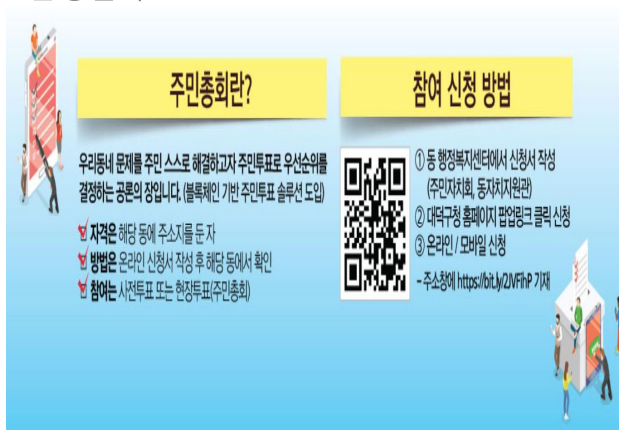 주민총회란?
우리동네 문제를 주민 스스로 해결하고자 주민투표로 우선순위를
결정하는 공론의 장입니다. (블록체인 기반 주민투표 솔루션 도입)
자격은 해당 동에 주소지를 둔 자
방법은 온라인 신청서 작성 후 해당 동에서 확인
참여는 사전투표 또는 현장투표(주민총회)
참여 신청 방법
① 동 행정복지센터에서 신청서 작성
(주민자치회, 동자치지원관)
② 대덕구청 홈페이지 팝업링크 클릭 신청
③ 온라인 / 모바일 신청
- 주소창에 https://bit.ly/2JVFihP 기재